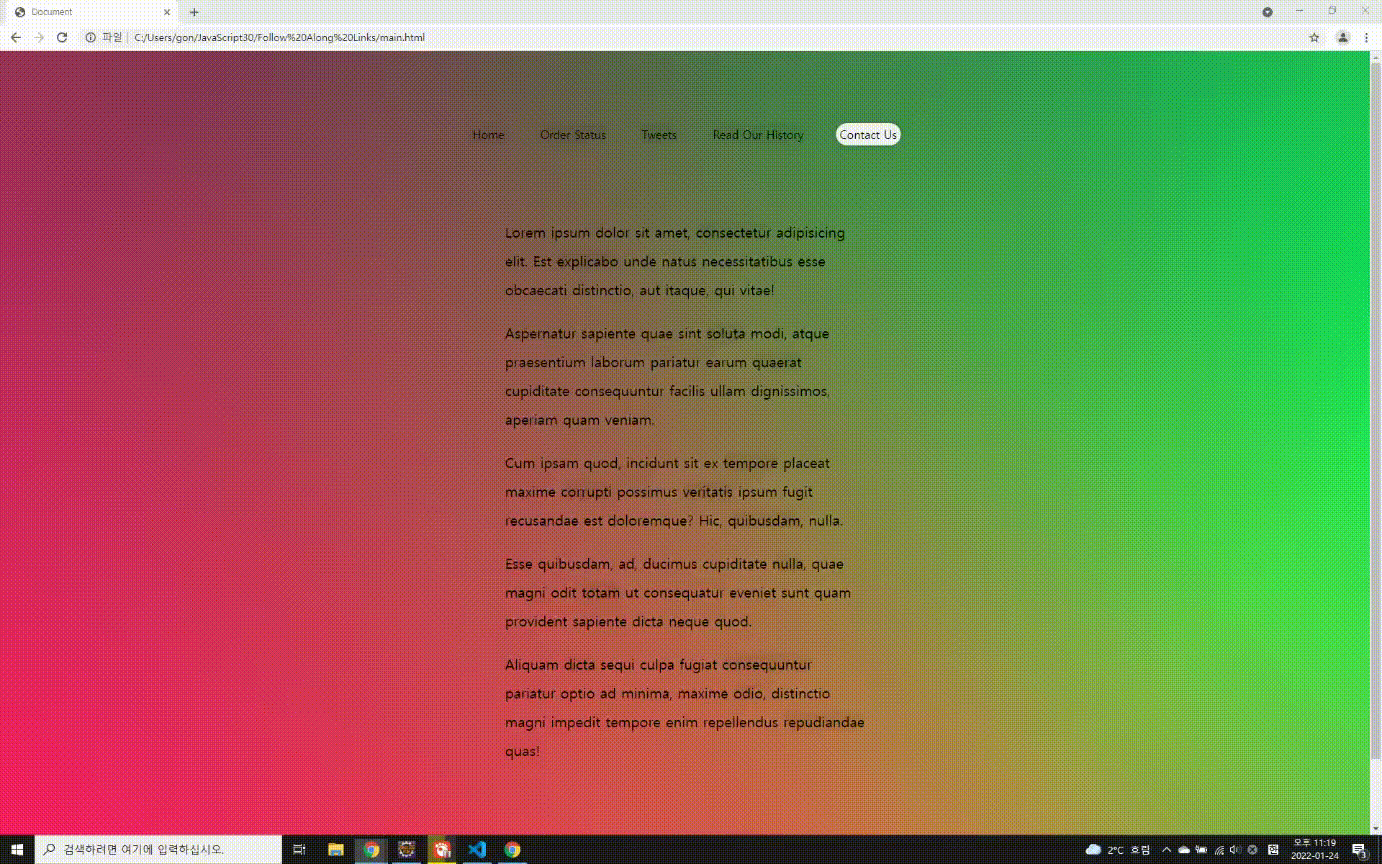 Document
파일 C:/Users/gon/JavaScript30/Follow%20Along%20Links/main.html
Home Order Status Tweets Read Our History Contact Us
Lorem ipsum dolor sit amet, consectetur adipisicing
elit. Est explicabo unde natus necessitatibus esse
obcaecati distinctio, aut itaque, qui vitae!
Aspernatur sapiente quae sint soluta modi, atque
praesentium laborum pariatur earum quaerat
cupiditate consequuntur facilis ullam dignissimos,
aperiam quam veniam.
Cum ipsam quod, incidunt sit ex tempore placeat
maxime corrupti possimus veritatis ipsum fugit
recusandae est doloremque? Hic, quibusdam, nulla.
Esse quibusdam, ad, ducimus cupiditate nulla, quae
magni odit totam ut consequatur eveniet sunt quam
provident sapiente dicta neque quod.
Aliquam dicta sequi culpa fugiat consequuntur
pariatur optio ad minima, maxime odio, distinctio
magni impedit tempore enim repellendus repudiandae
quas!
검색하려면 여기에 입력하십시오.
2°C 흐림
오후 11:19
2022-01-24
3